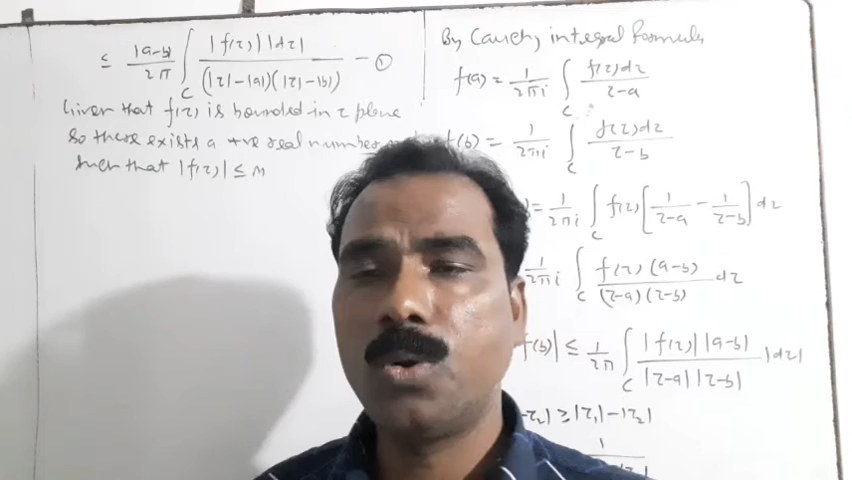 ≤ |a-b|/2π ∫_C |f(z)||dz|/((|z|-|a|)(|z|-|b|)) — ①
Given that f(z) is bounded in z plane
so there exists a +ve real number
such that |f(z)| ≤ M
By Cauchy integral formula
f(a) = 1/2πi ∫_C f(z)dz/z-a
f(b) = 1/2πi ∫_C f(z)dz/z-b
= 1/2πi ∫_C f(z)[1/z-a - 1/z-b]dz
1/2πi ∫_C f(z)(a-b)/(z-a)(z-b) dz
f(b)| ≤ 1/2π ∫_C |f(z)||a-b|/|z-a||z-b| |dz|
-z₂| ≥ |z₁|-|z₂|
1